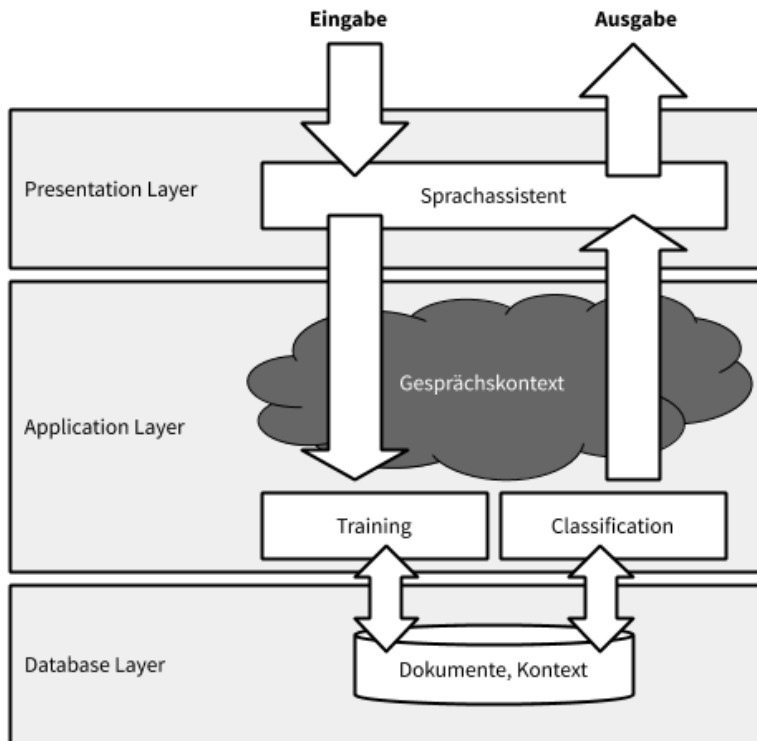 Eingabe
Ausgabe
Presentation Layer
Sprachassistent
Gesprächskontext
Application Layer
Training
Classification
Database Layer
Dokumente, Kontext